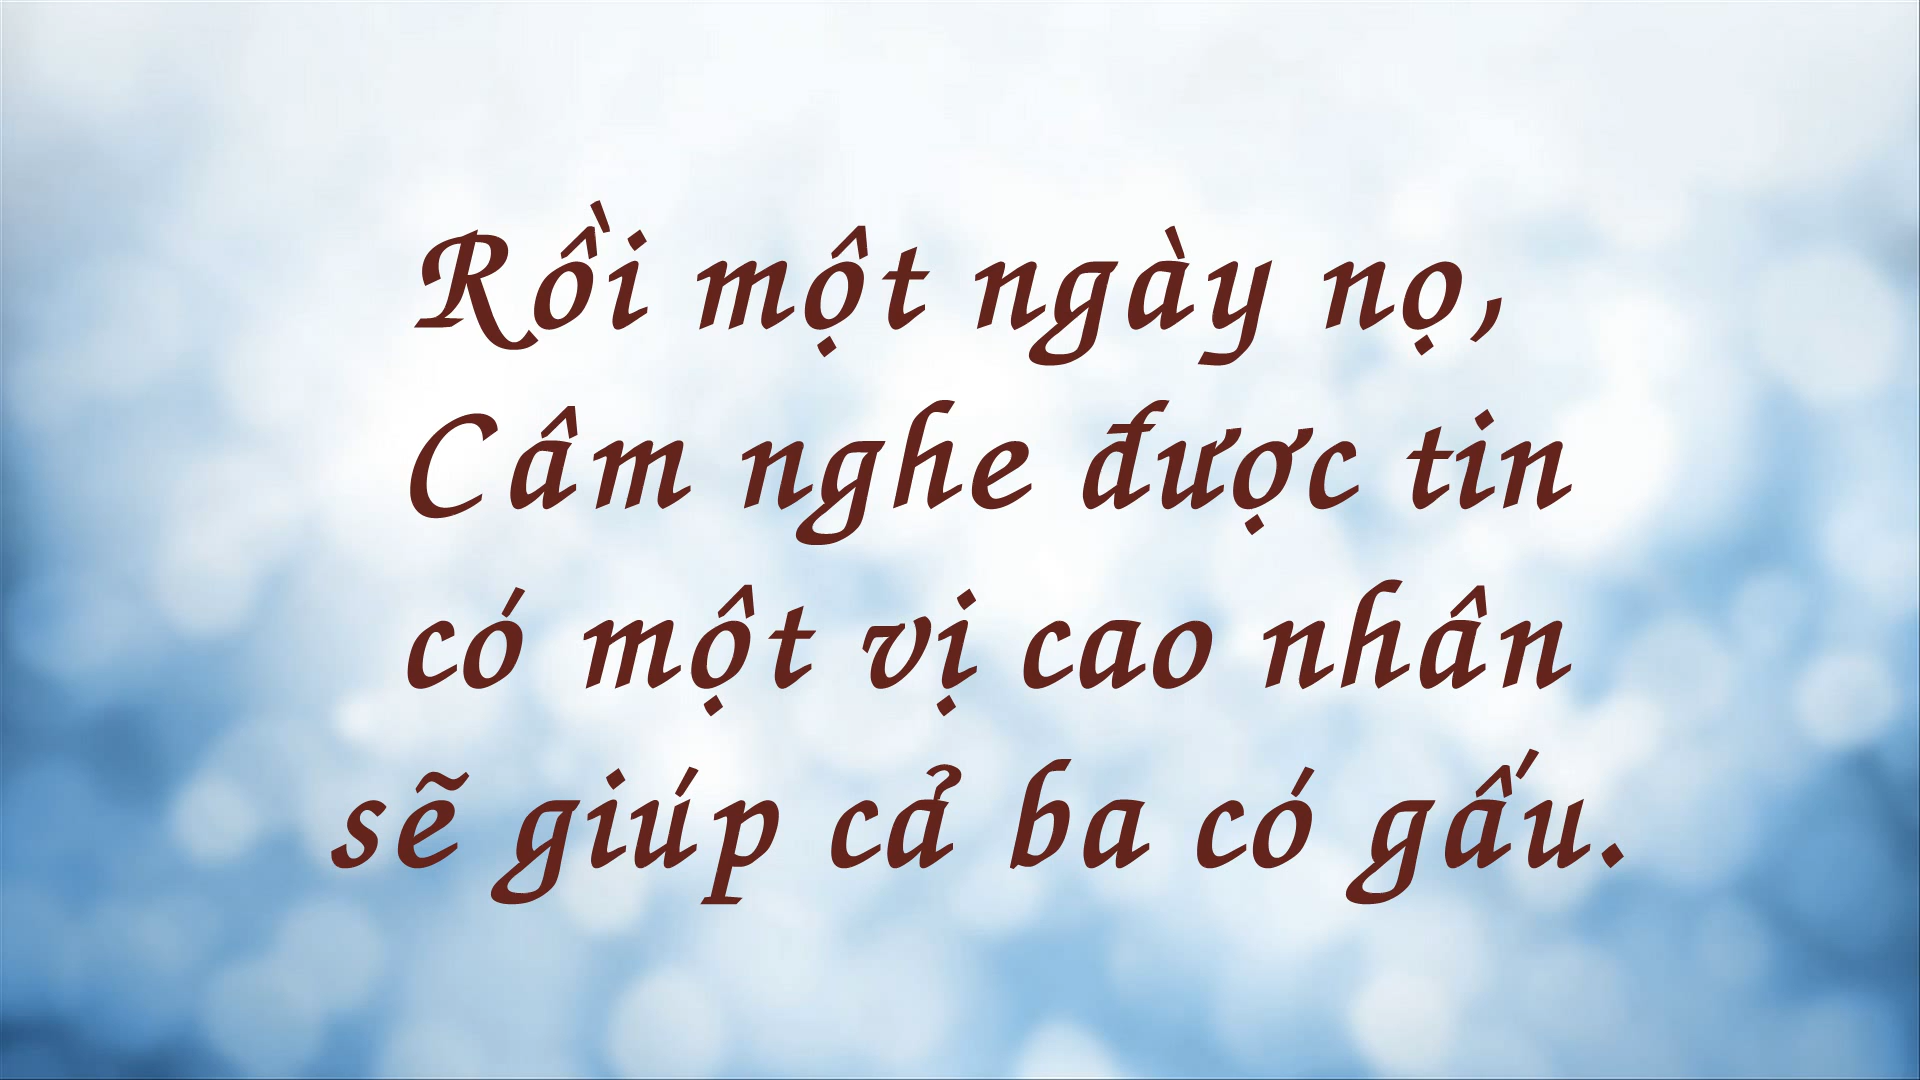 Rồi một ngày nọ,
Câm nghe được tin
có một vị cao nhân
sẽ giúp cả ba có gấu.